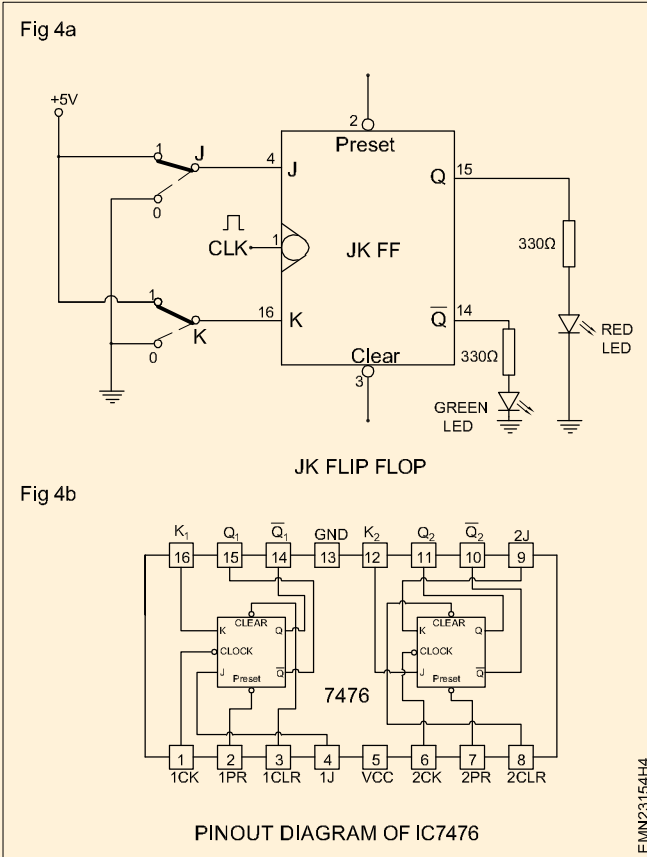 Fig 4a
+5V
2
Preset
1
J
4
J
Q
15
0
1
CLK
JK FF
330Ω
1
16
K
Q̅
14
0
K
Clear
3
330Ω
RED
LED
GREEN
LED
JK FLIP FLOP
Fig 4b
K₁ Q₁ Q̅₁ GND K₂ Q₂ Q̅₂ 2J
16 15 14 13 12 11 10 9
CLEAR CLEAR
K Q K Q
CLOCK CLOCK
J Q̅ J Q̅
Preset Preset
7476
1 2 3 4 5 6 7 8
1CK 1PR 1CLR 1J VCC 2CK 2PR 2CLR
PINOUT DIAGRAM OF IC7476
EMN23154H4